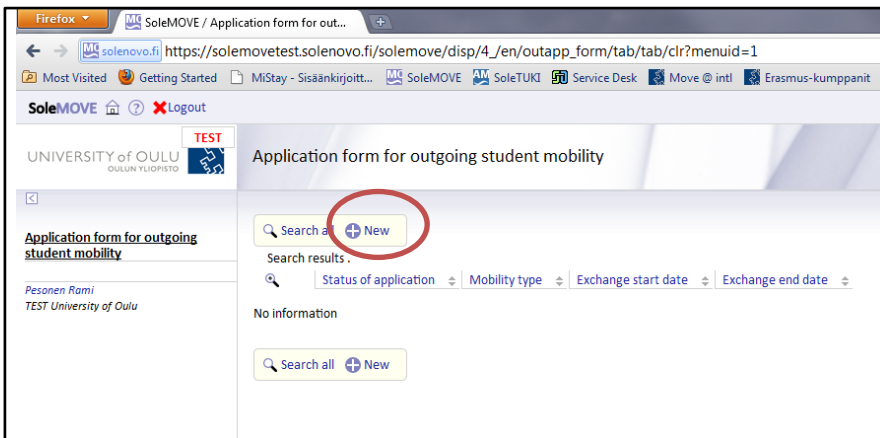 Firefox
SoleMOVE / Application form for out...
solenovo.fi https://solemovetest.solenovo.fi/solemove/disp/4_/en/outapp_form/tab/tab/clr?menuid=1
Most Visited Getting Started MiStay - Sisäänkirjoitt... SoleMOVE SoleTUKI Service Desk Move @ intl Erasmus-kumppanit
SoleMOVE Logout
TEST
UNIVERSITY of OULU
OULUN YLIOPISTO
Application form for outgoing student mobility
Application form for outgoing
student mobility
Pesonen Rami
TEST University of Oulu
Search all New
Search results .
Status of application Mobility type Exchange start date Exchange end date
No information
Search all New